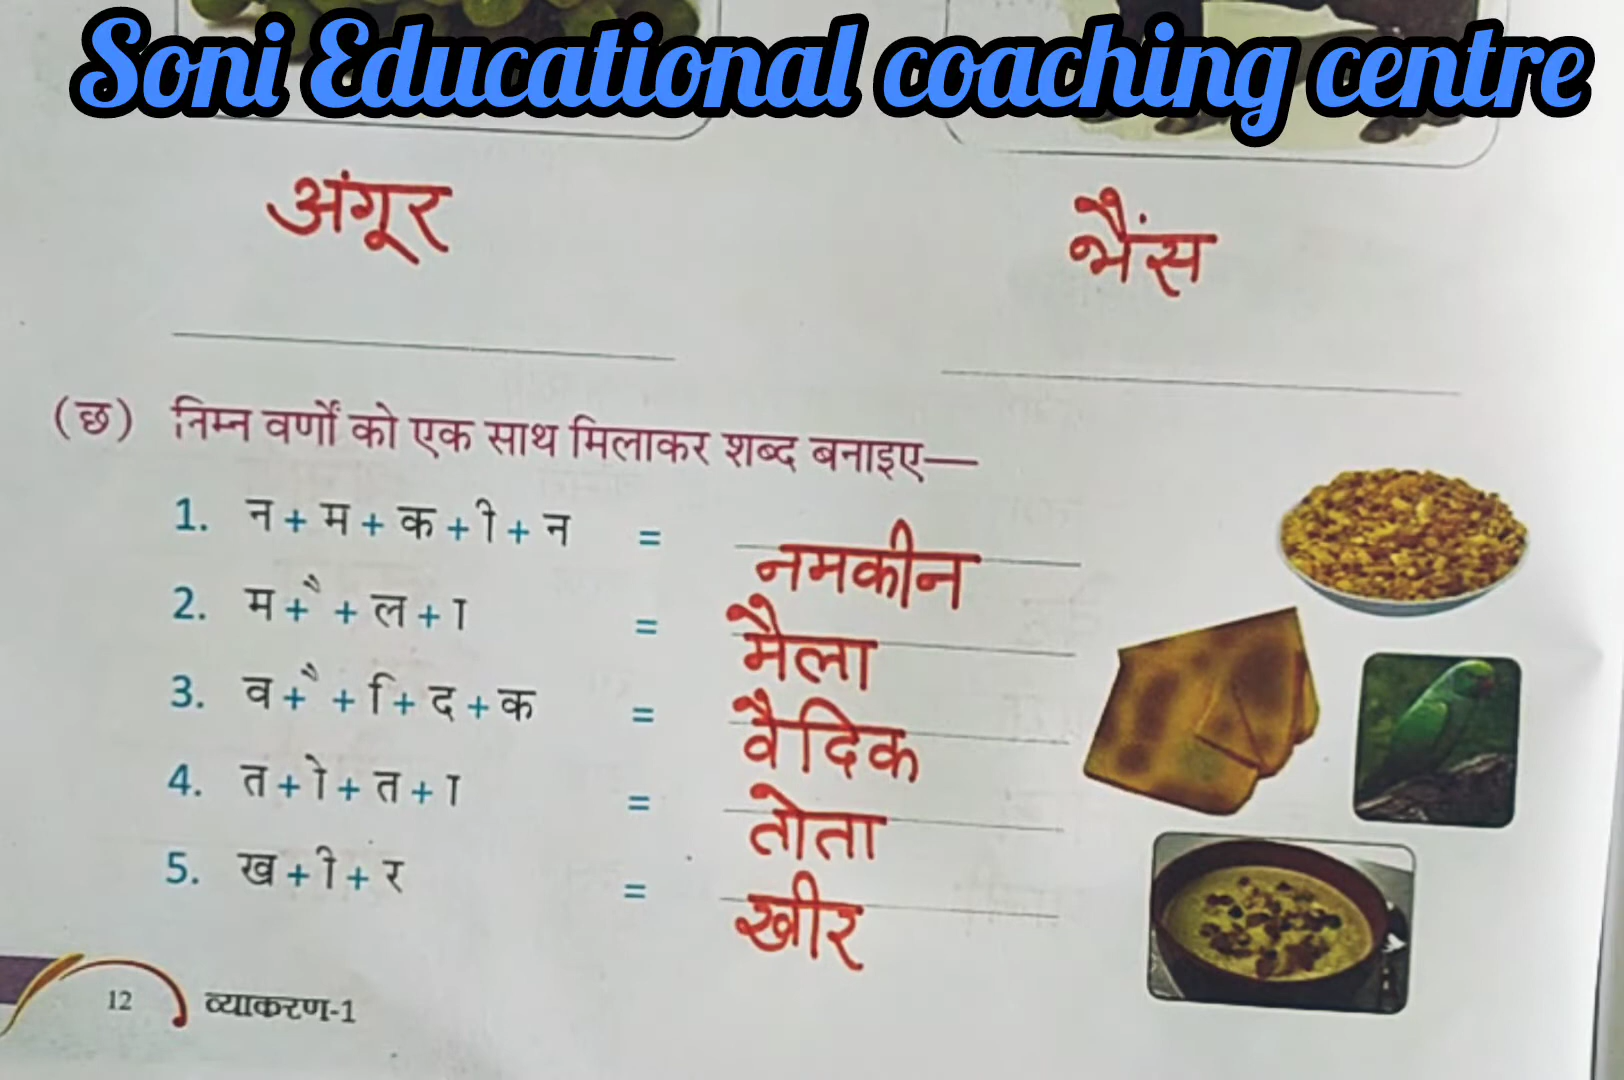 Soni Educational coaching centre
अंगूर भैंस
(छ) निम्न वर्णों को एक साथ मिलाकर शब्द बनाइए—
1. न + म + क + ी + न = नमकीन
2. म + ै + ल + ा = मैला
3. व + ै + ि + द + क = वैदिक
4. त + ो + त + ा = तोता
5. ख + ी + र = खीर
12 व्याकरण-1